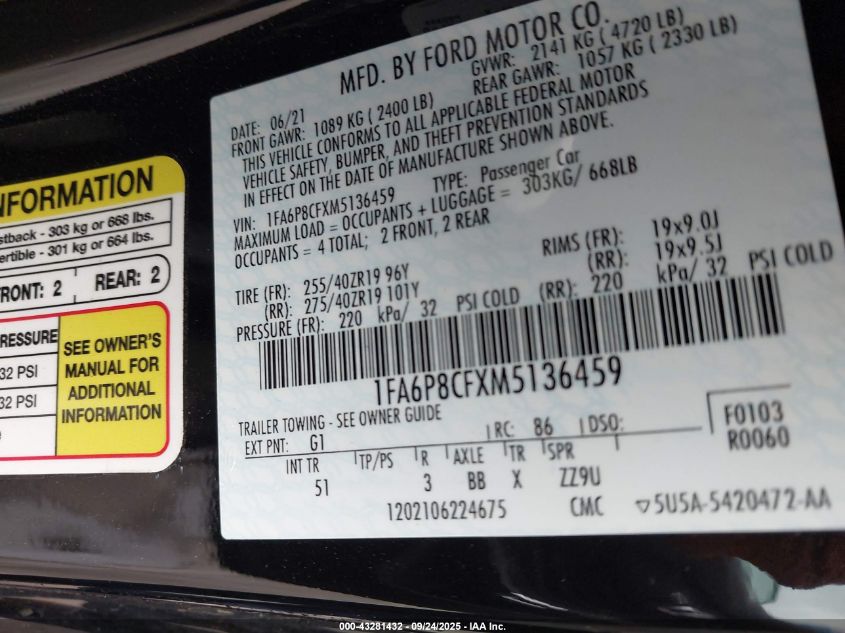 MFD. BY FORD MOTOR CO.
DATE: 06/21 GVWR: 2141 KG ( 4720 LB)
FRONT GAWR: 1089 KG ( 2400 LB) REAR GAWR: 1057 KG ( 2330 LB)
THIS VEHICLE CONFORMS TO ALL APPLICABLE FEDERAL MOTOR
VEHICLE SAFETY, BUMPER, AND THEFT PREVENTION STANDARDS
IN EFFECT ON THE DATE OF MANUFACTURE SHOWN ABOVE.
VIN: 1FA6P8CFXM5136459 TYPE: Passenger Car
MAXIMUM LOAD = OCCUPANTS + LUGGAGE = 303KG/ 668LB
OCCUPANTS = 4 TOTAL; 2 FRONT, 2 REAR
TIRE (FR): 255/40ZR19 96Y RIMS (FR): 19x9.0J
(RR): 275/40ZR19 101Y (RR): 19x9.5J
PRESSURE (FR): 220 kPa/ 32 PSI COLD (RR): 220 kPa/ 32 PSI COLD
1FA6P8CFXM5136459
TRAILER TOWING - SEE OWNER GUIDE
EXT PNT: G1 RC: 86 DSO:
F0103
R0060
INT TR TP/PS R AXLE TR SPR
51 3 BB X ZZ9U
1202106224675 CMC ▽5U5A-5420472-AA
NFORMATION
stback - 303 kg or 668 lbs.
ertible - 301 kg or 664 lbs.
FRONT: 2 REAR: 2
PRESSURE
32 PSI
32 PSI
SEE OWNER'S
MANUAL FOR
ADDITIONAL
INFORMATION
000-43281432 - 09/24/2025 - IAA Inc.